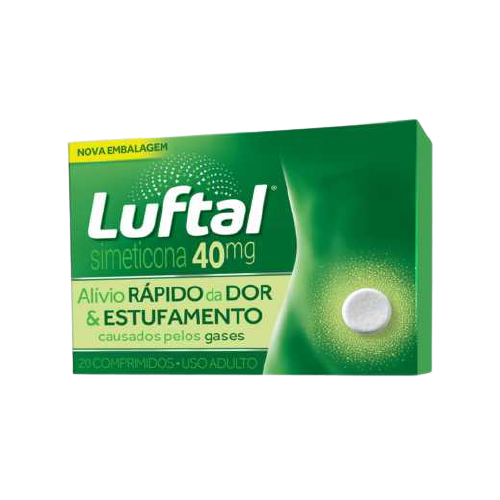 NOVA EMBALAGEM
Luftal®
simeticona 40mg
Alívio RÁPIDO da DOR
& ESTUFAMENTO
causados pelos gases
20 COMPRIMIDOS • USO ADULTO